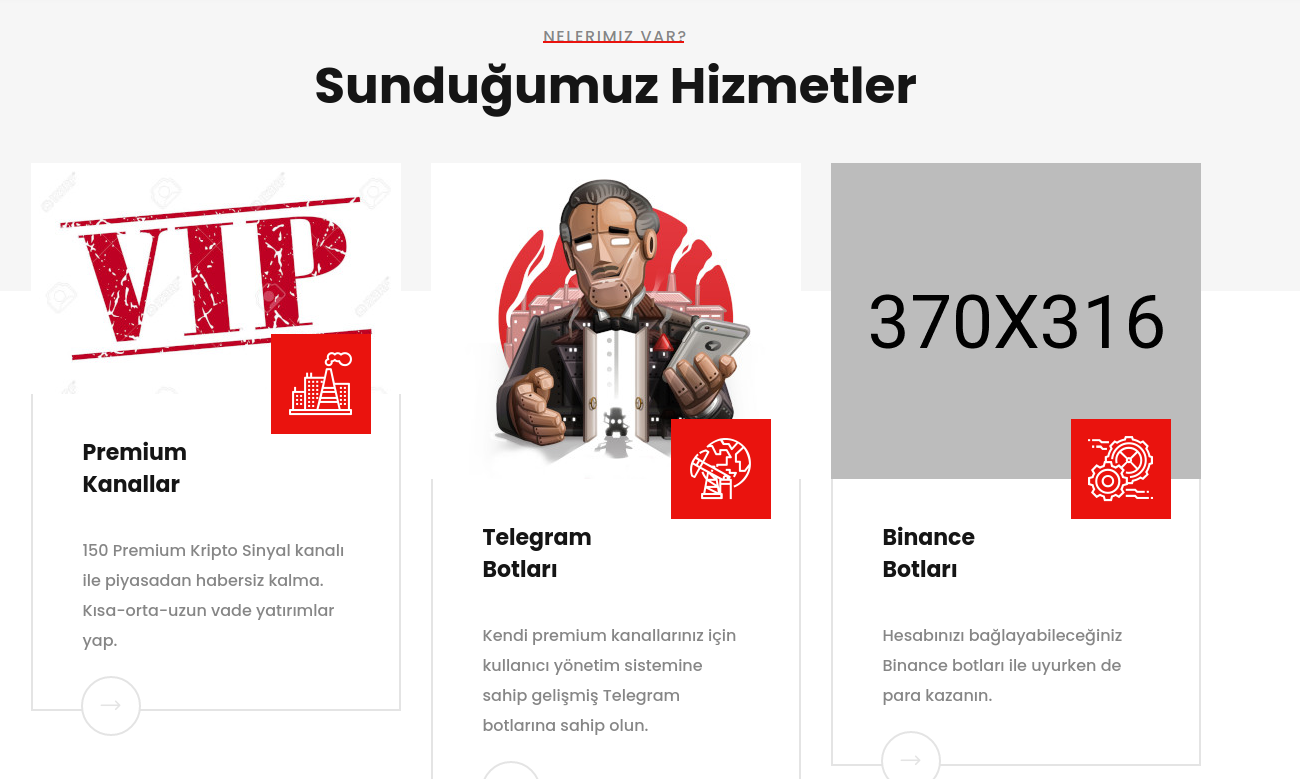 NELERIMIZ VAR?
Sunduğumuz Hizmetler
VIP
Premium
Kanallar
150 Premium Kripto Sinyal kanalı
ile piyasadan habersiz kalma.
Kısa-orta-uzun vade yatırımlar
yap.
Telegram
Botları
Kendi premium kanallarınız için
kullanıcı yönetim sistemine
sahip gelişmiş Telegram
botlarına sahip olun.
370X316
Binance
Botları
Hesabınızı bağlayabileceğiniz
Binance botları ile uyurken de
para kazanın.